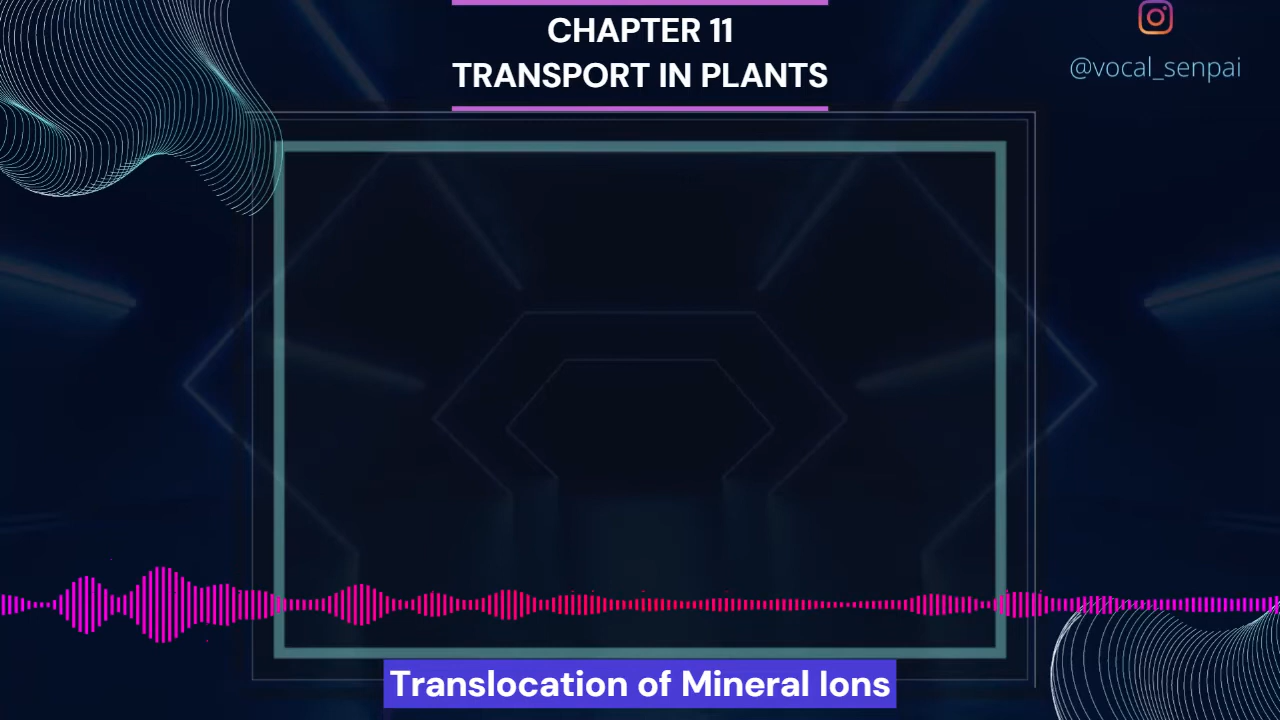 CHAPTER 11
TRANSPORT IN PLANTS
@vocal_senpai
Translocation of Mineral Ions